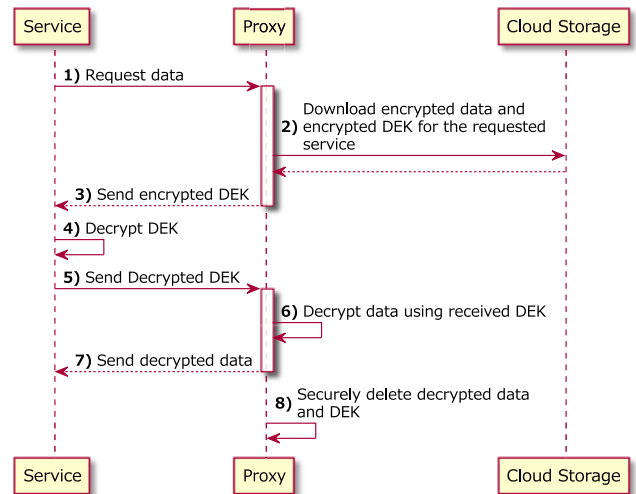 Service
Proxy
Cloud Storage
1) Request data
Download encrypted data and
2) encrypted DEK for the requested
service
3) Send encrypted DEK
4) Decrypt DEK
5) Send Decrypted DEK
6) Decrypt data using received DEK
7) Send decrypted data
8) Securely delete decrypted data
and DEK
Service
Proxy
Cloud Storage